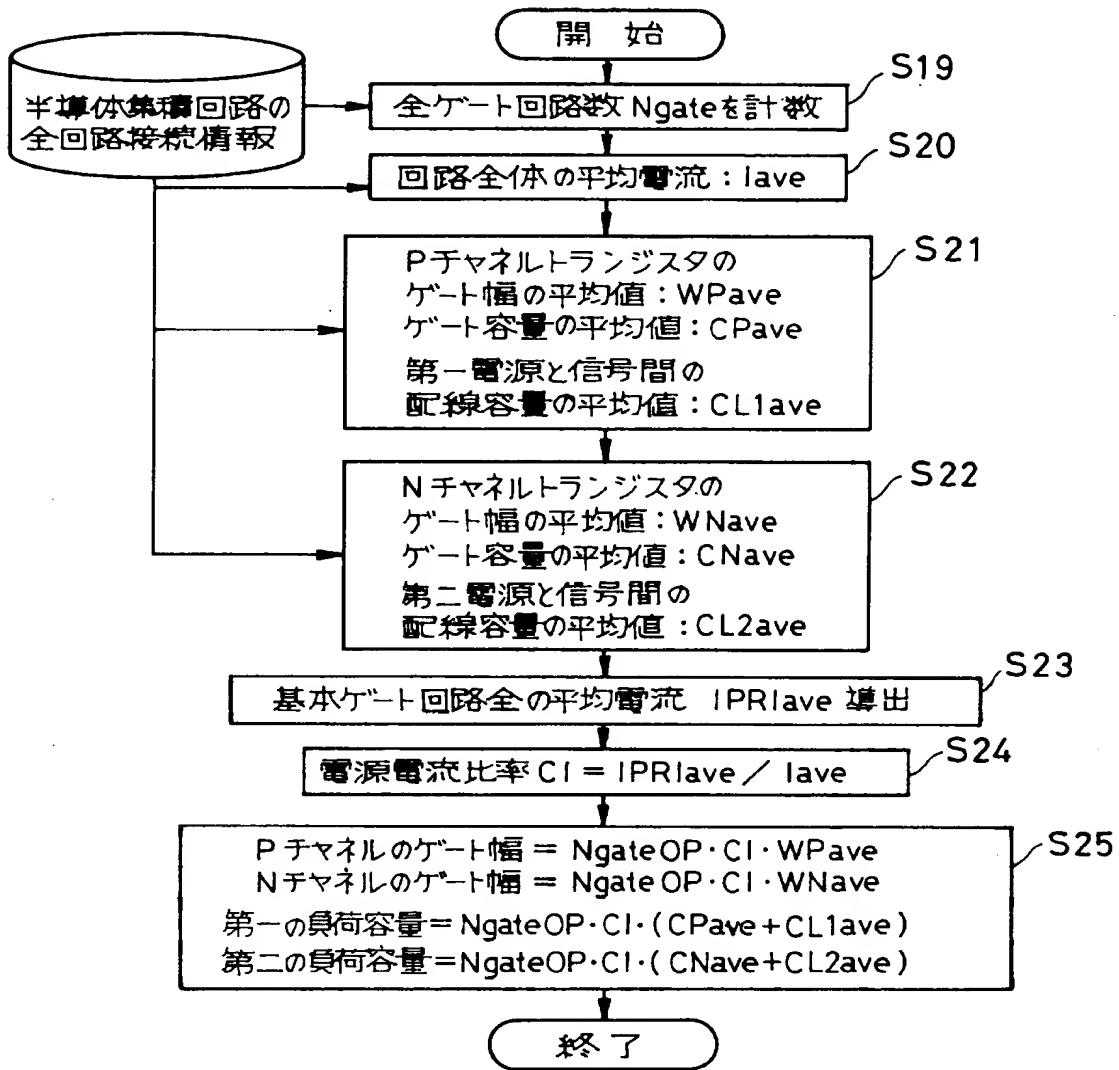 開 始
半導体集積回路の
全回路接続情報
全ゲート回路数 Ngateを計数
S19
回路全体の平均電流：Iave
S20
Pチャネルトランジスタの
ゲート幅の平均値：WPave
ゲート容量の平均値：CPave
第一電源と信号間の
配線容量の平均値：CL1ave
S21
Nチャネルトランジスタの
ゲート幅の平均値：WNave
ゲート容量の平均値：CNave
第二電源と信号間の
配線容量の平均値：CL2ave
S22
基本ゲート回路全の平均電流 IPRIave 導出
S23
電源電流比率 CI＝IPRIave／Iave
S24
Pチャネルのゲート幅＝NgateOP・CI・WPave
Nチャネルのゲート幅＝NgateOP・CI・WNave
第一の負荷容量＝NgateOP・CI・(CPave+CL1ave)
第二の負荷容量＝NgateOP・CI・(CNave+CL2ave)
S25
終 了